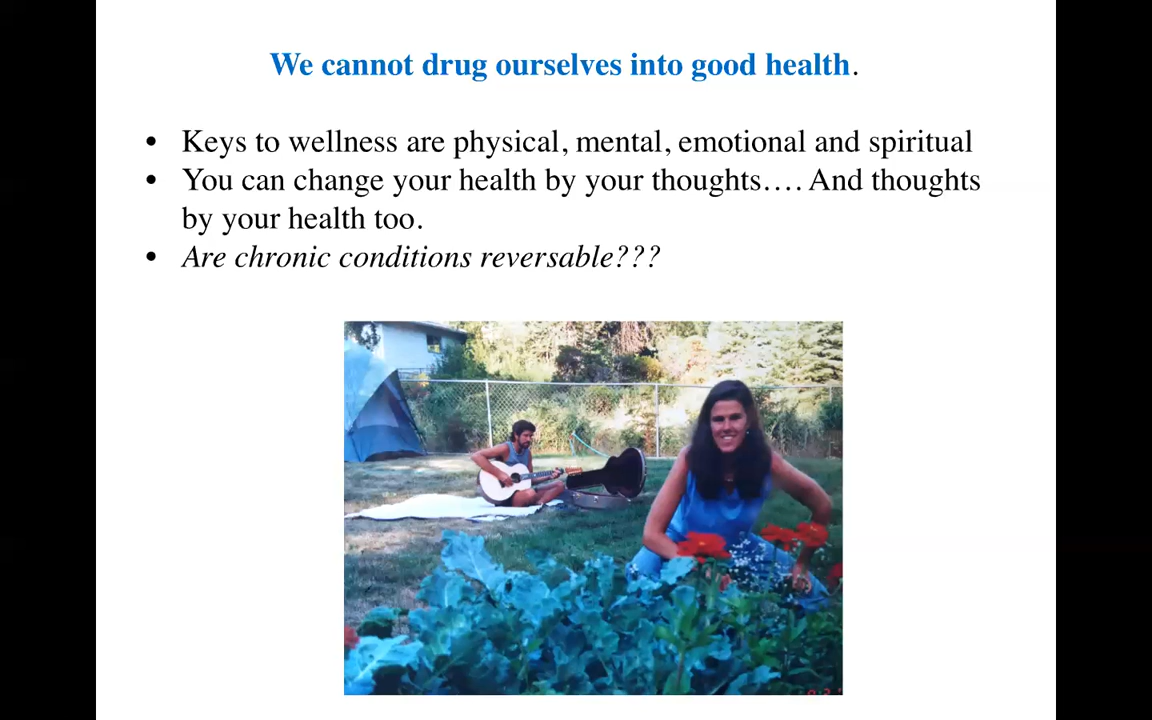 We cannot drug ourselves into good health.
• Keys to wellness are physical, mental, emotional and spiritual
• You can change your health by your thoughts…. And thoughts
by your health too.
• Are chronic conditions reversable???